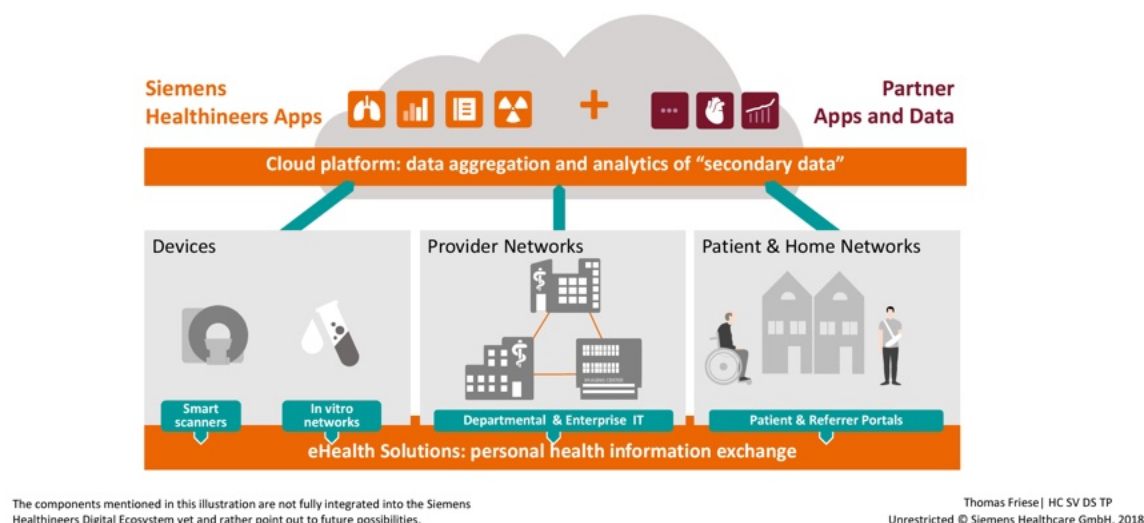 Siemens
Healthineers Apps
+
Partner
Apps and Data
Cloud platform: data aggregation and analytics of “secondary data”
Devices
Provider Networks
Patient & Home Networks
IMAGING CENTER
Smart
scanners
In vitro
networks
Departmental & Enterprise IT
Patient & Referrer Portals
eHealth Solutions: personal health information exchange
The components mentioned in this illustration are not fully integrated into the Siemens
Healthineers Digital Ecosystem yet and rather point out to future possibilities.
Thomas Friese| HC SV DS TP
Unrestricted © Siemens Healthcare GmbH, 2018